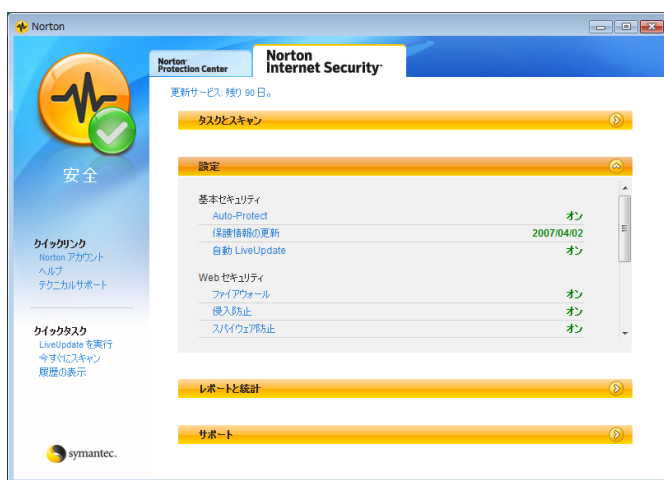 Norton
Norton
Protection Center
Norton
Internet Security
更新サービス: 残り 90 日。
タスクとスキャン
設定
基本セキュリティ
Auto-Protect オン
保護情報の更新 2007/04/02
自動 LiveUpdate オン
Web セキュリティ
ファイアウォール オン
侵入防止 オン
スパイウェア防止 オン
レポートと統計
サポート
安全
クイックリンク
Norton アカウント
ヘルプ
テクニカルサポート
クイックタスク
LiveUpdate を実行
今すぐにスキャン
履歴の表示
symantec.